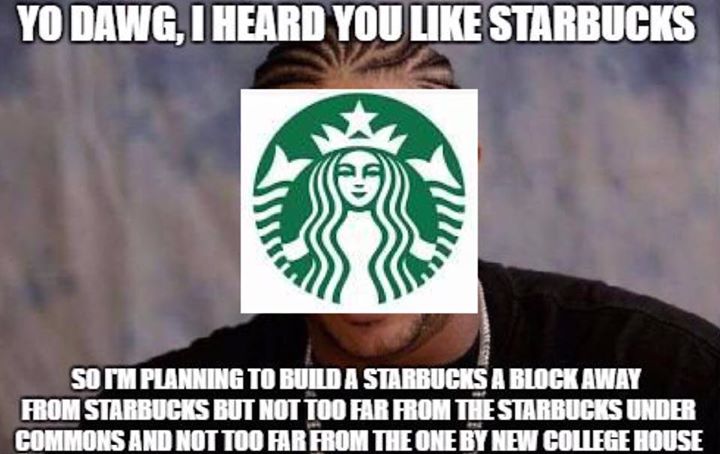 YO DAWG, I HEARD YOU LIKE STARBUCKS
SO I'M PLANNING TO BUILD A STARBUCKS A BLOCK AWAY
FROM STARBUCKS BUT NOT TOO FAR FROM THE STARBUCKS UNDER
COMMONS AND NOT TOO FAR FROM THE ONE BY NEW COLLEGE HOUSE